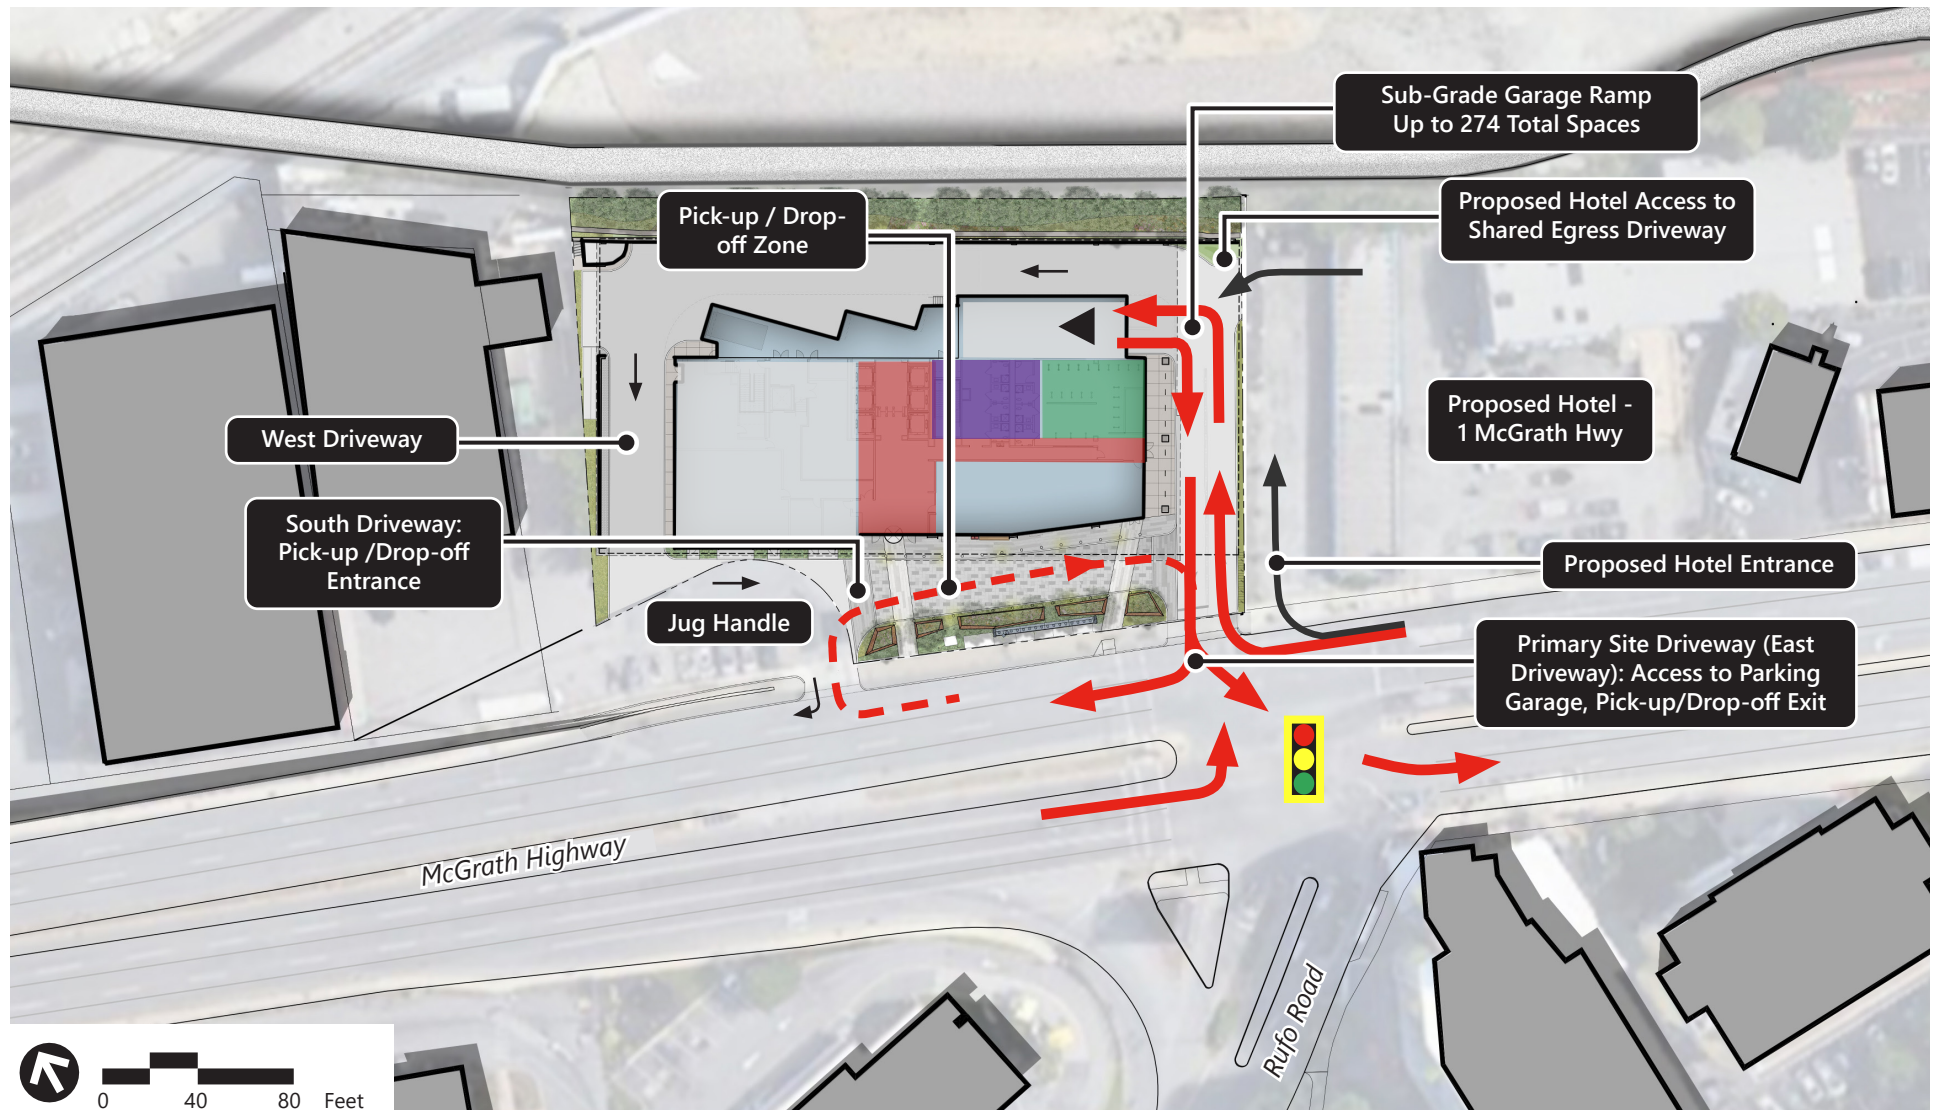 Sub-Grade Garage Ramp
Up to 274 Total Spaces
Pick-up / Drop-
off Zone
Proposed Hotel Access to
Shared Egress Driveway
Proposed Hotel -
1 McGrath Hwy
West Driveway
South Driveway:
Pick-up /Drop-off
Entrance
Proposed Hotel Entrance
Jug Handle
Primary Site Driveway (East
Driveway): Access to Parking
Garage, Pick-up/Drop-off Exit
McGrath Highway
Rufo Road
0 40 80 Feet